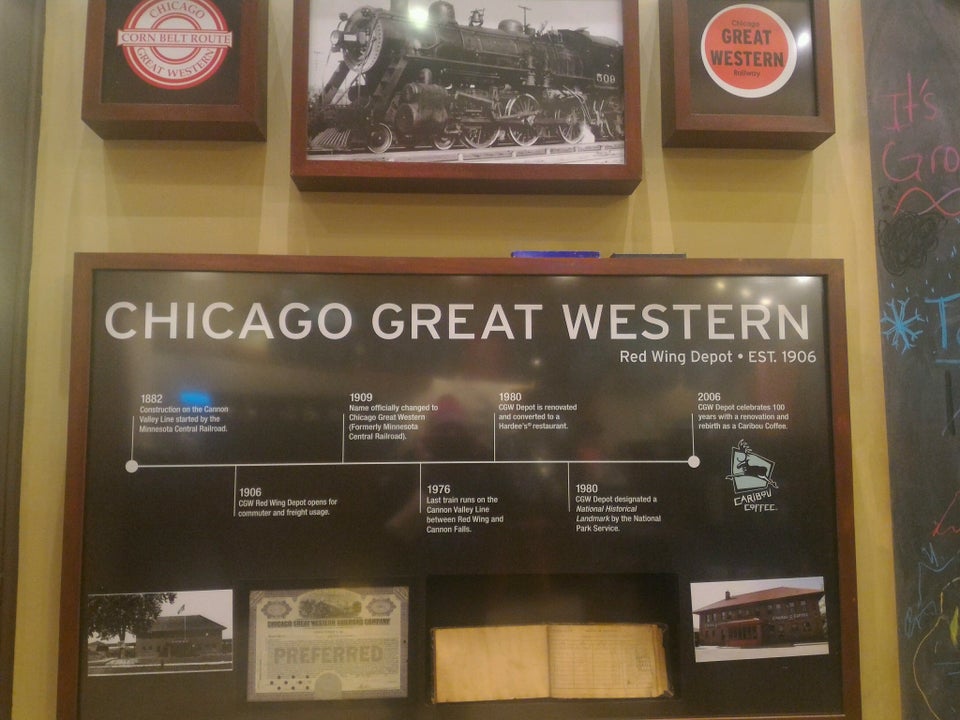 CHICAGO
CORN BELT ROUTE
GREAT WESTERN
509
Chicago
GREAT
WESTERN
Railway
It's
CHICAGO GREAT WESTERN
Red Wing Depot • EST. 1906
1882
Construction on the Cannon
Valley Line started by the
Minnesota Central Railroad.
1909
Name officially changed to
Chicago Great Western
(Formerly Minnesota
Central Railroad).
1980
CGW Depot is renovated
and converted to a
Hardee's® restaurant.
2006
CGW Depot celebrates 100
years with a renovation and
rebirth as a Caribou Coffee.
1906
CGW Red Wing Depot opens for
commuter and freight usage.
1976
Last train runs on the
Cannon Valley Line
between Red Wing and
Cannon Falls.
1980
CGW Depot designated a
National Historical
Landmark by the National
Park Service.
CARIBOU
COFFEE
CHICAGO GREAT WESTERN RAILROAD COMPANY
PREFERRED